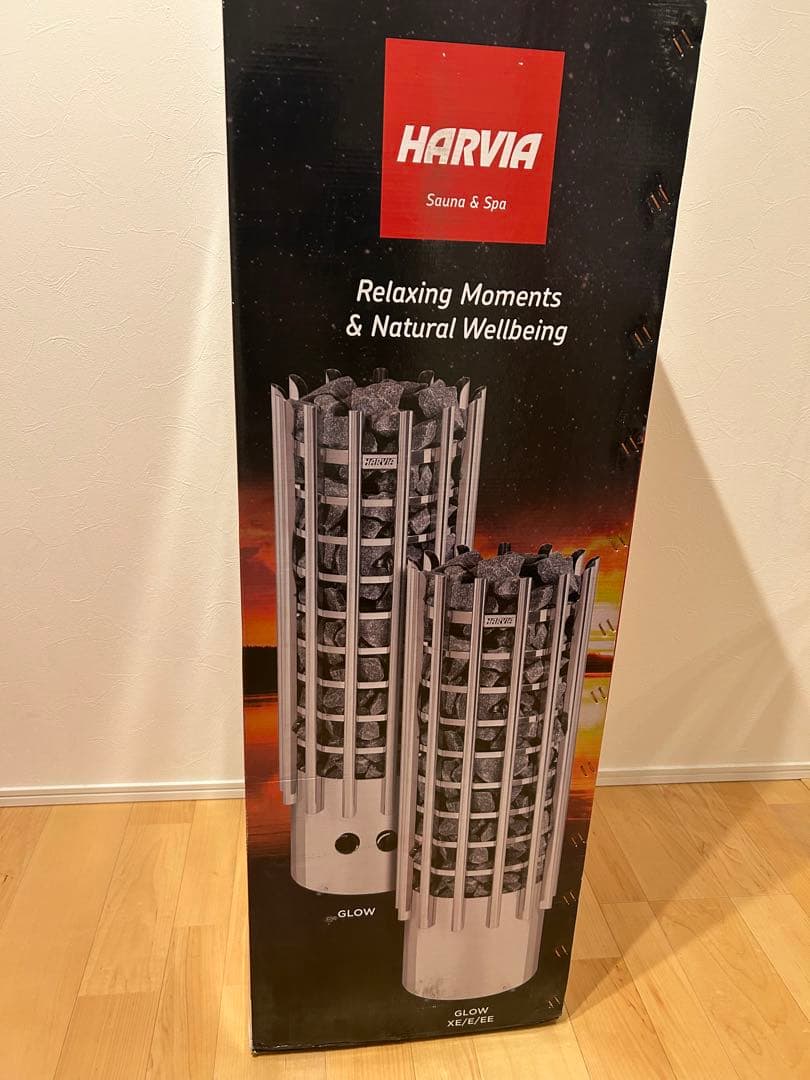 HARVIA
Sauna & Spa
Relaxing Moments
& Natural Wellbeing
HARVIA
HARVIA
GLOW
GLOW
XE/E/EE